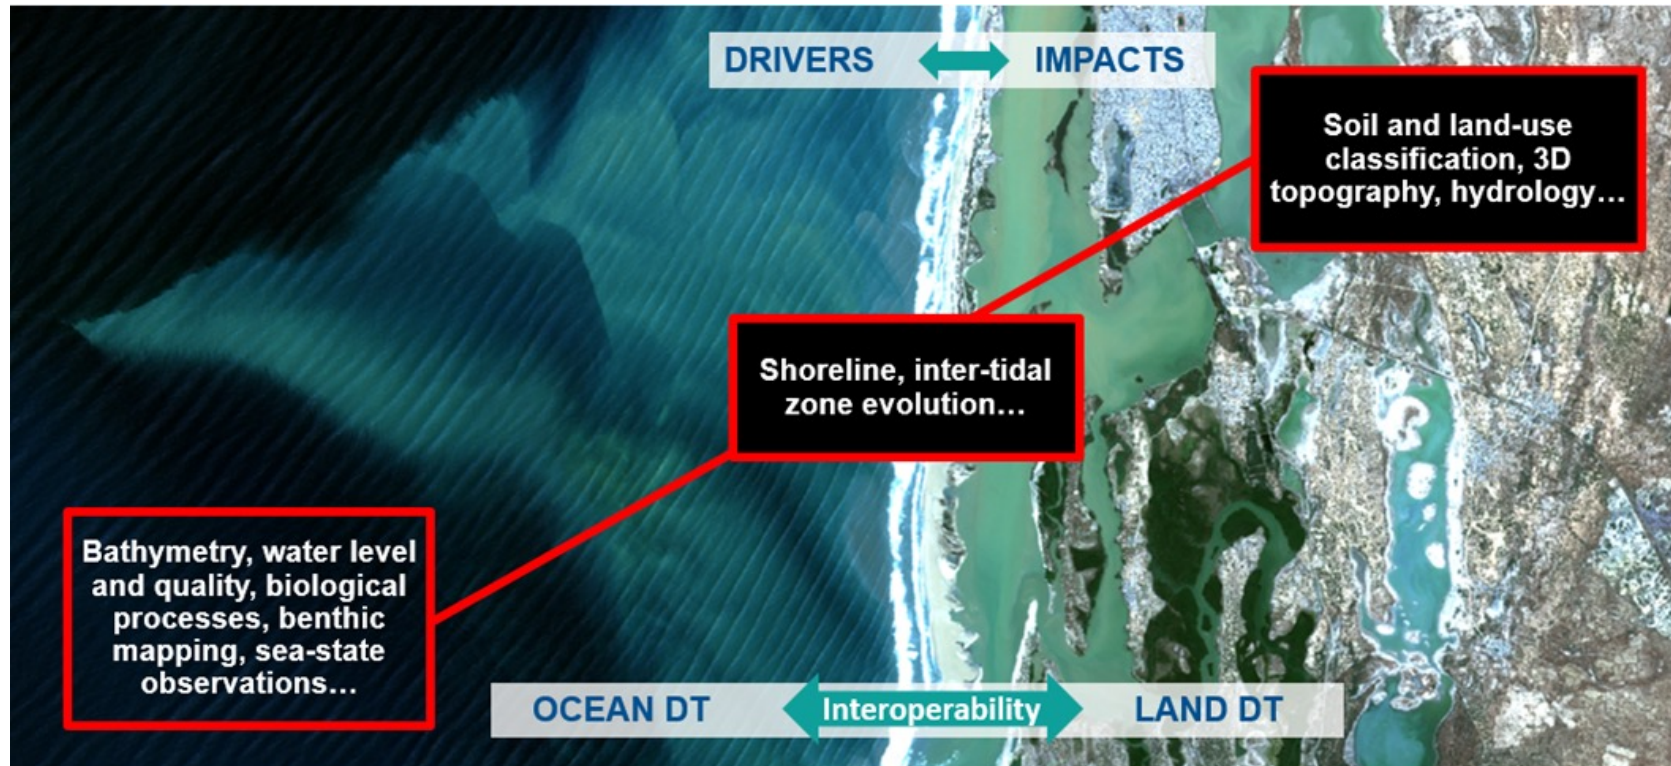 DRIVERS IMPACTS
Soil and land-use
classification, 3D
topography, hydrology…
Shoreline, inter-tidal
zone evolution…
Bathymetry, water level
and quality, biological
processes, benthic
mapping, sea-state
observations…
OCEAN DT Interoperability LAND DT